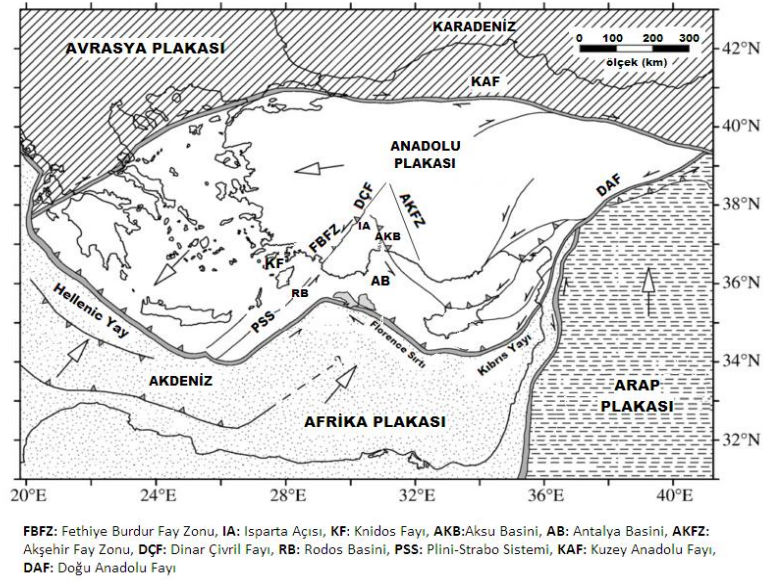 KARADENİZ
AVRASYA PLAKASI
0 100 200 300
ölçek (km)
42°N
KAF
40°N
ANADOLU
PLAKASI
DAF
38°N
DÇF
AKFZ
IA
FBFZ
AKB
KF
AB
36°N
RB
Hellenic Yay
PSS
Florence Sırtı
Kıbrıs Yayı
34°N
AKDENİZ
?
ARAP
PLAKASI
AFRİKA PLAKASI
32°N
20°E 24°E 28°E 32°E 36°E 40°E
FBFZ: Fethiye Burdur Fay Zonu, IA: Isparta Açısı, KF: Knidos Fayı, AKB:Aksu Basini, AB: Antalya Basini, AKFZ:
Akşehir Fay Zonu, DÇF: Dinar Çivril Fayı, RB: Rodos Basini, PSS: Plini-Strabo Sistemi, KAF: Kuzey Anadolu Fayı,
DAF: Doğu Anadolu Fayı